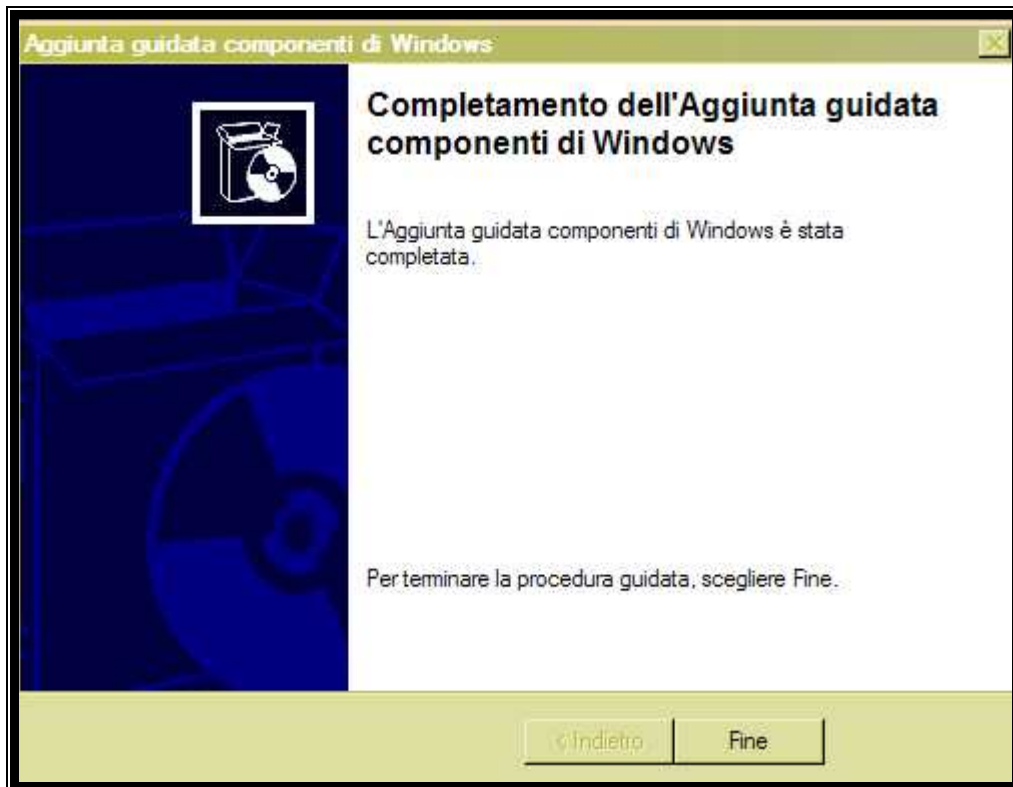 Aggiunta guidata componenti di Windows
Completamento dell'Aggiunta guidata
componenti di Windows
L'Aggiunta guidata componenti di Windows è stata
completata.
Per terminare la procedura guidata, scegliere Fine.
< Indietro
Fine